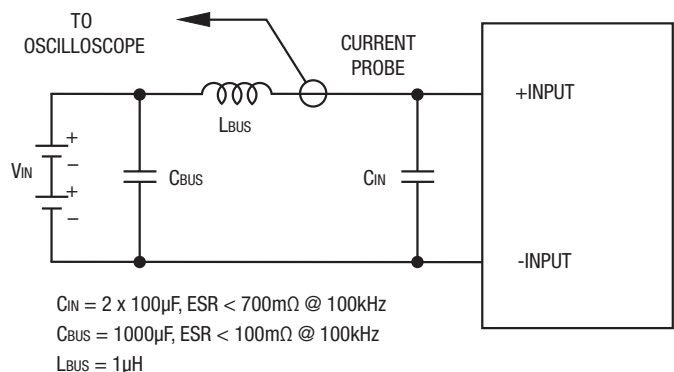 TO
OSCILLOSCOPE
CURRENT
PROBE
+INPUT
LBUS
VIN
+
−
+
−
CBUS
CIN
-INPUT
CIN = 2 x 100µF, ESR < 700mΩ @ 100kHz
CBUS = 1000µF, ESR < 100mΩ @ 100kHz
LBUS = 1µH